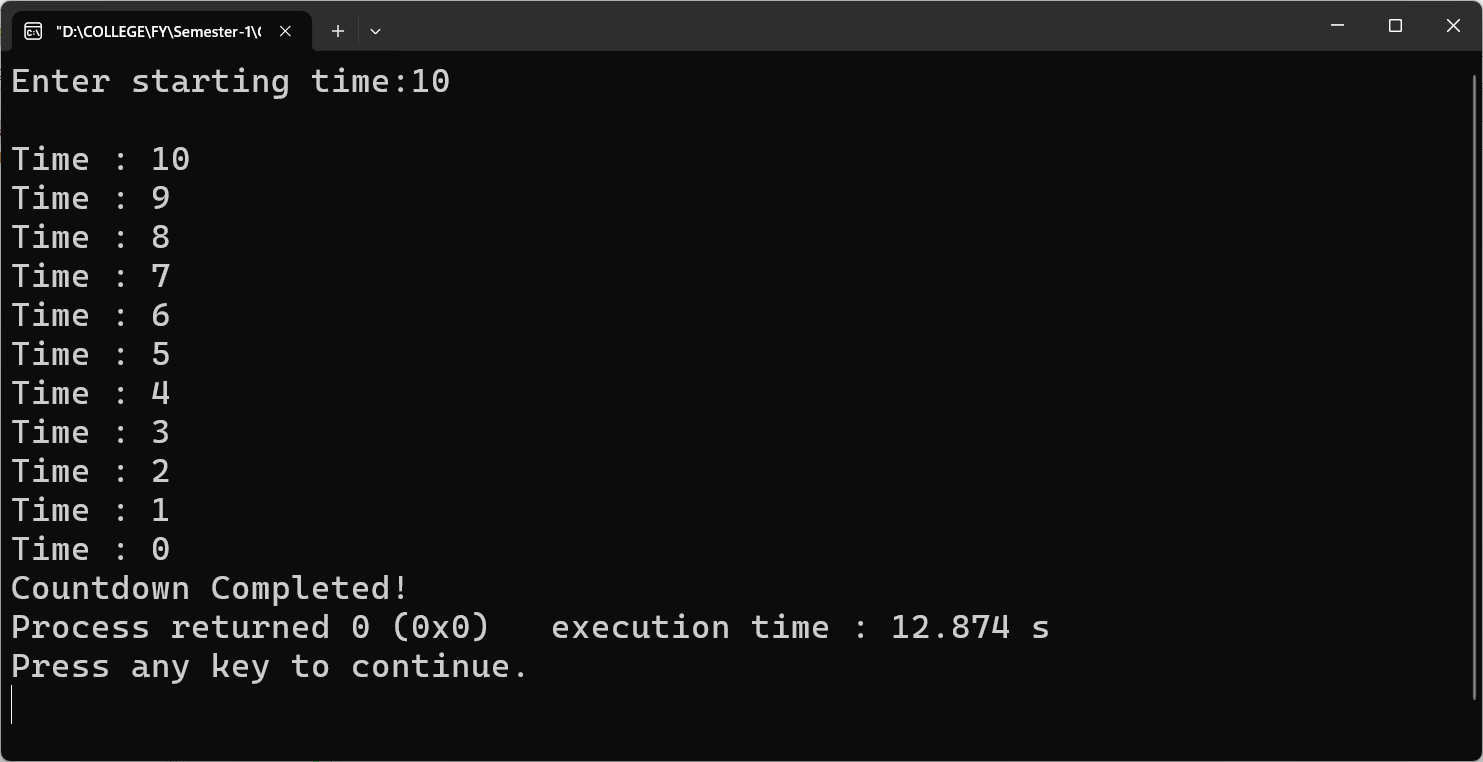 "D:\COLLEGE\FY\Semester-1\
Enter starting time:10
Time : 10
Time : 9
Time : 8
Time : 7
Time : 6
Time : 5
Time : 4
Time : 3
Time : 2
Time : 1
Time : 0
Countdown Completed!
Process returned 0 (0x0)   execution time : 12.874 s
Press any key to continue.